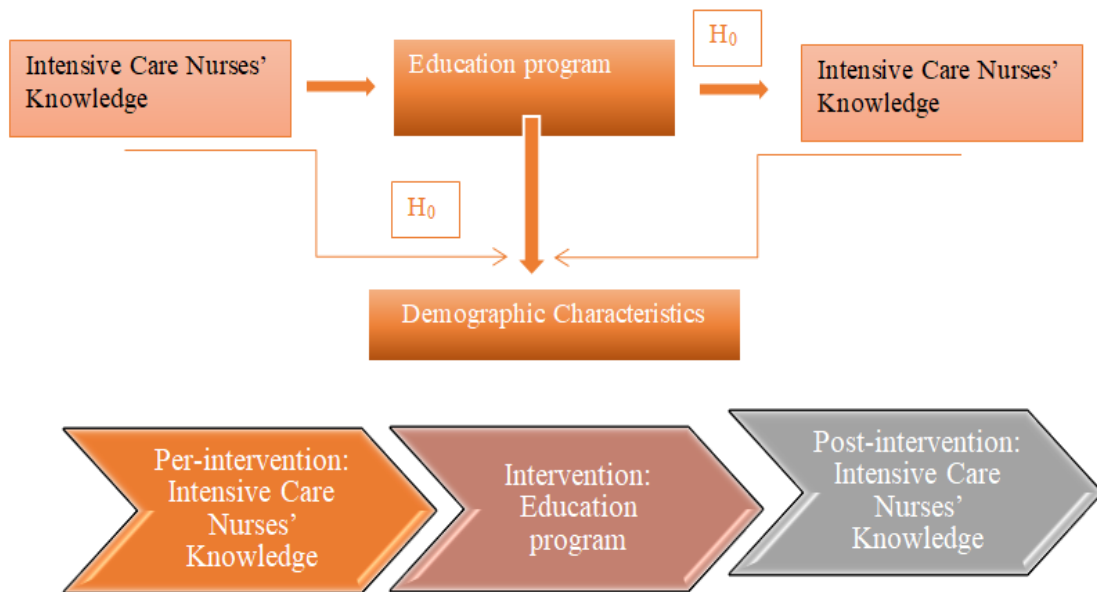 Intensive Care Nurses’
Knowledge
Education program
H₀
Intensive Care Nurses’
Knowledge
H₀
Demographic Characteristics
Per-intervention:
Intensive Care
Nurses’
Knowledge
Intervention:
Education
program
Post-intervention:
Intensive Care
Nurses’
Knowledge